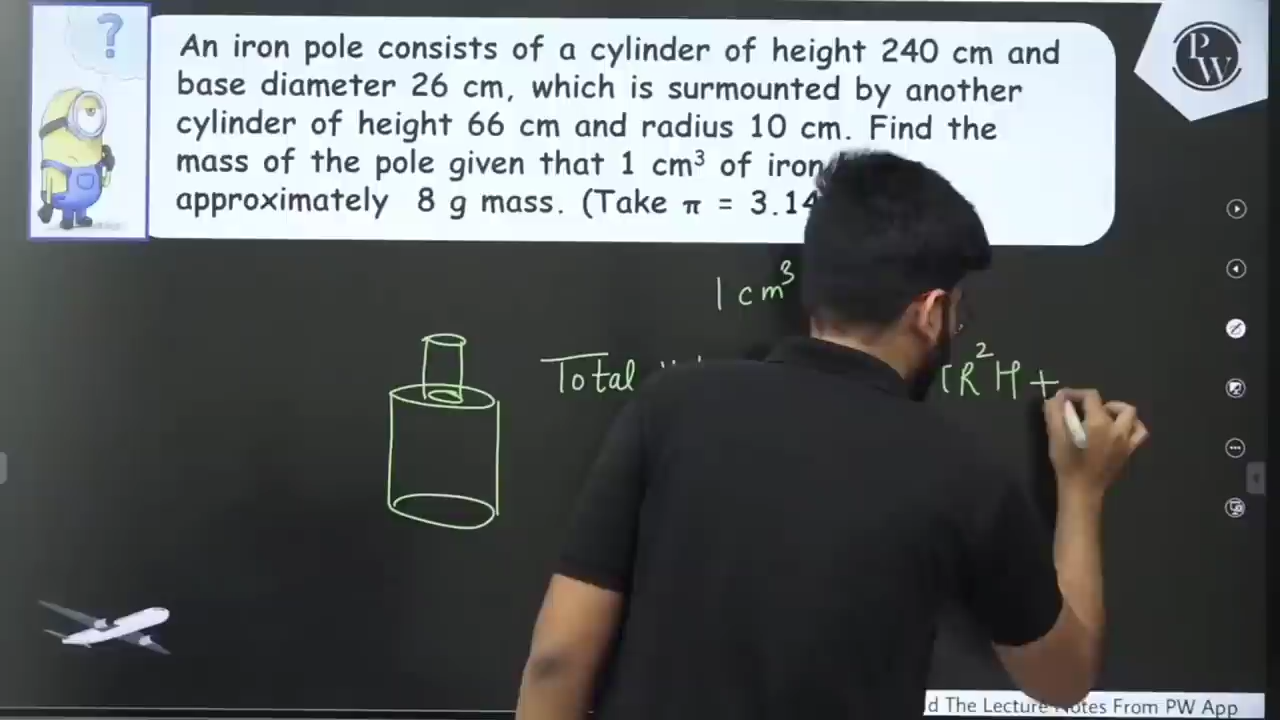 ?
An iron pole consists of a cylinder of height 240 cm and
base diameter 26 cm, which is surmounted by another
cylinder of height 66 cm and radius 10 cm. Find the
mass of the pole given that 1 cm³ of iron
approximately 8 g mass. (Take π = 3.14
PW
1 cm³
Total
R²H +
d The Lecture Notes From PW App